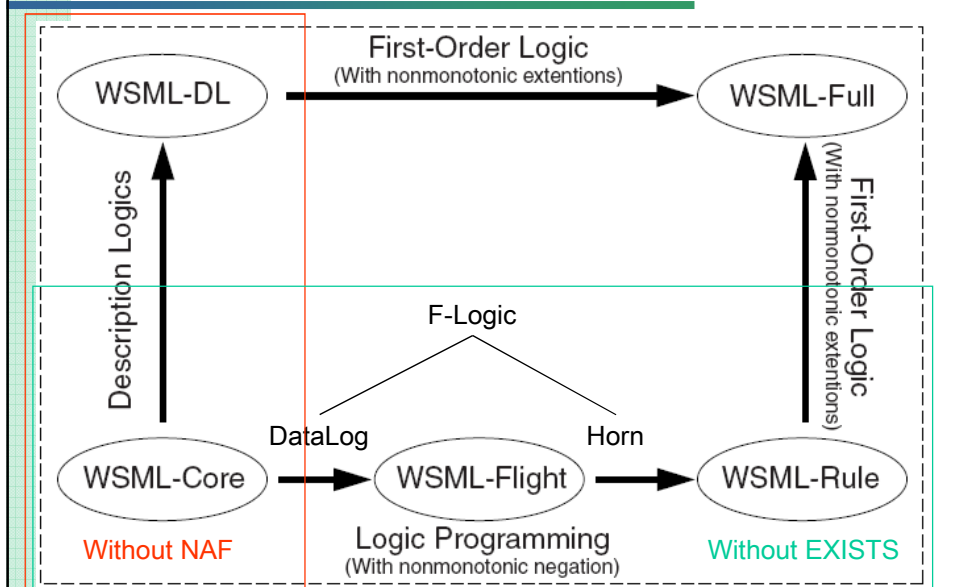 First-Order Logic
(With nonmonotonic extentions)
WSML-DL
WSML-Full
Description Logics
First-Order Logic
(With nonmonotonic extentions)
F-Logic
DataLog
Horn
WSML-Core
WSML-Flight
WSML-Rule
Without NAF
Logic Programming
(With nonmonotonic negation)
Without EXISTS